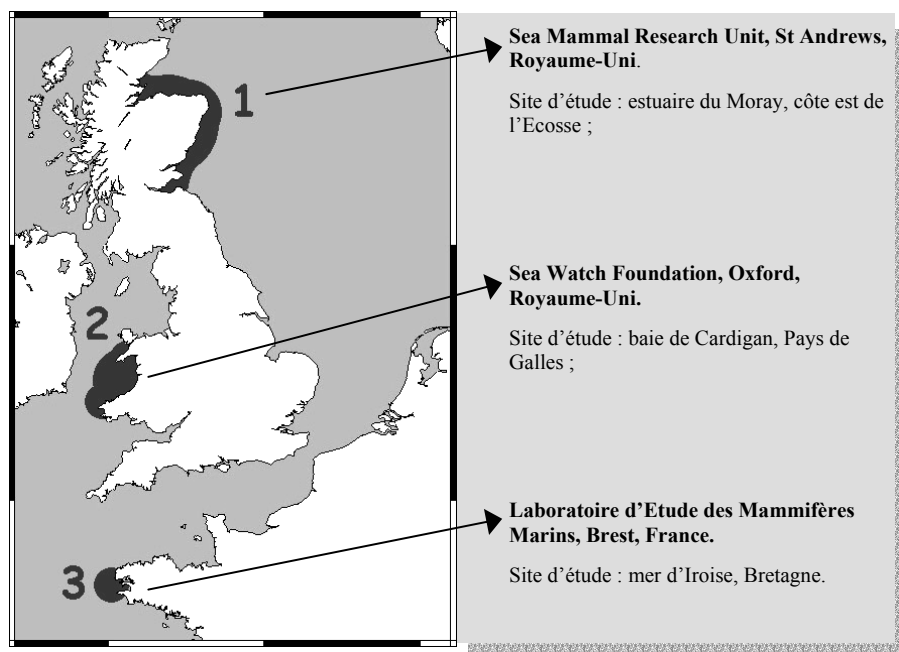 1
Sea Mammal Research Unit, St Andrews,
Royaume-Uni.
Site d’étude : estuaire du Moray, côte est de
l’Ecosse ;
2
Sea Watch Foundation, Oxford,
Royaume-Uni.
Site d’étude : baie de Cardigan, Pays de
Galles ;
3
Laboratoire d’Etude des Mammifères
Marins, Brest, France.
Site d’étude : mer d’Iroise, Bretagne.